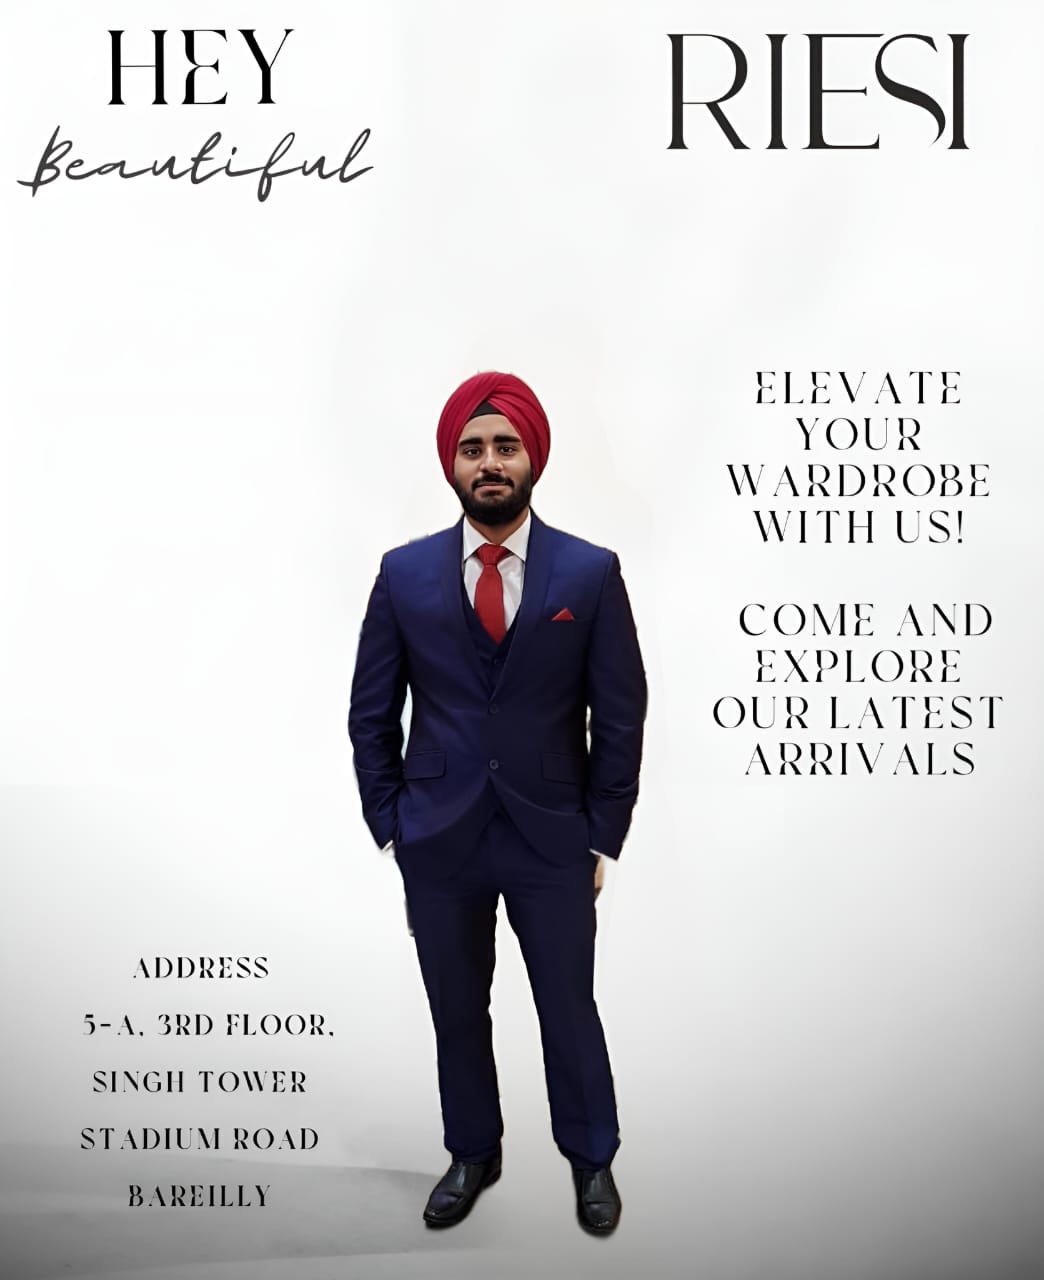 HEY
Beautiful
RIESI
ELEVATE
YOUR
WARDROBE
WITH US!
COME AND
EXPLORE
OUR LATEST
ARRIVALS
ADDRESS
5-A, 3RD FLOOR,
SINGH TOWER
STADIUM ROAD
BAREILLY